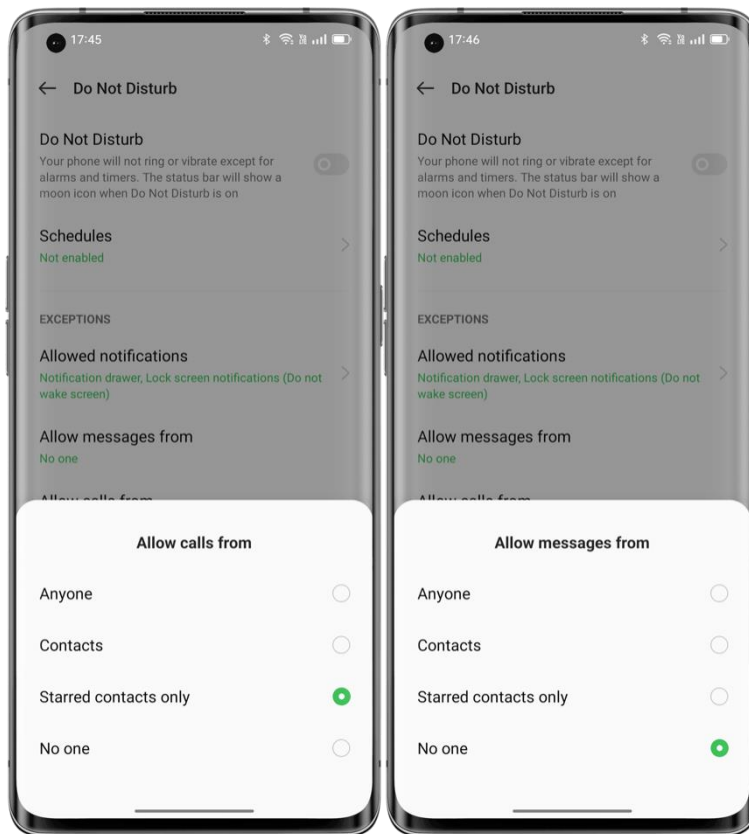 17:45
Do Not Disturb
Do Not Disturb
Your phone will not ring or vibrate except for
alarms and timers. The status bar will show a
moon icon when Do Not Disturb is on
Schedules
Not enabled
EXCEPTIONS
Allowed notifications
Notification drawer, Lock screen notifications (Do not
wake screen)
Allow messages from
No one
Allow calls from
Allow calls from
Anyone
Contacts
Starred contacts only
No one
17:46
Do Not Disturb
Do Not Disturb
Your phone will not ring or vibrate except for
alarms and timers. The status bar will show a
moon icon when Do Not Disturb is on
Schedules
Not enabled
EXCEPTIONS
Allowed notifications
Notification drawer, Lock screen notifications (Do not
wake screen)
Allow messages from
No one
Allow calls from
Allow messages from
Anyone
Contacts
Starred contacts only
No one